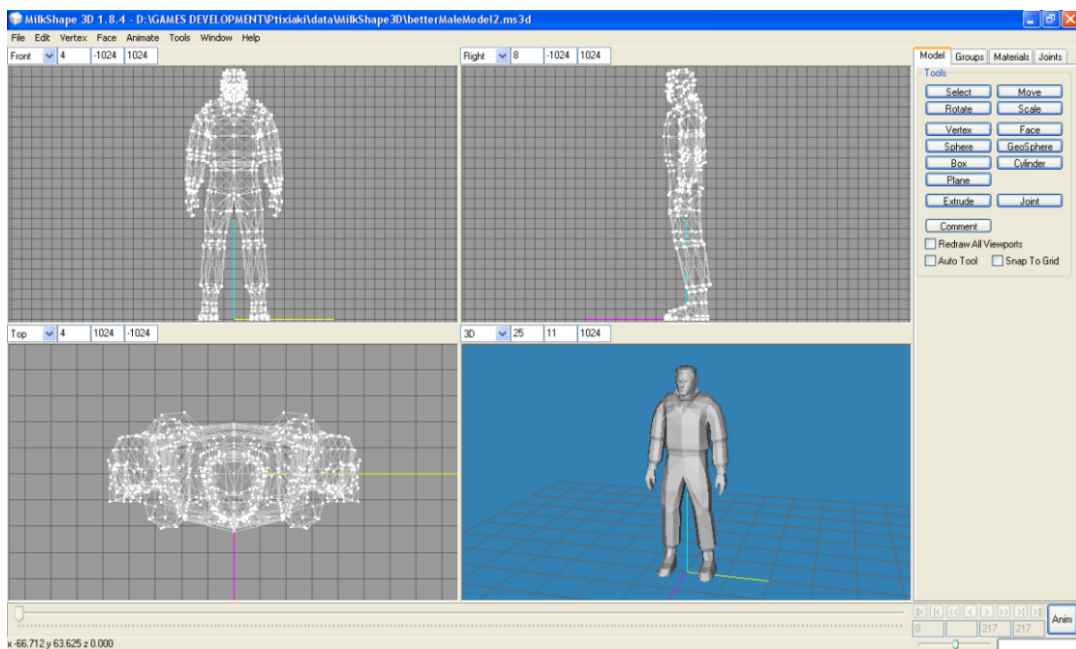 MilkShape 3D 1.8.4 - D:\GAMES DEVELOPMENT\Ptixiaki\data\MilkShape3D\betterMaleModel2.ms3d
File Edit Vertex Face Animate Tools Window Help
Front 4 -1024 1024
Right 8 -1024 1024
Model Groups Materials Joints
Tools
Select Move
Rotate Scale
Vertex Face
Sphere GeoSphere
Box Cylinder
Plane
Extrude Joint
Comment
Redraw All Viewports
Auto Tool Snap To Grid
Top 4 1024 -1024
3D 25 11 1024
0 217 217 Anim
x -66.712 y 63.625 z 0.000